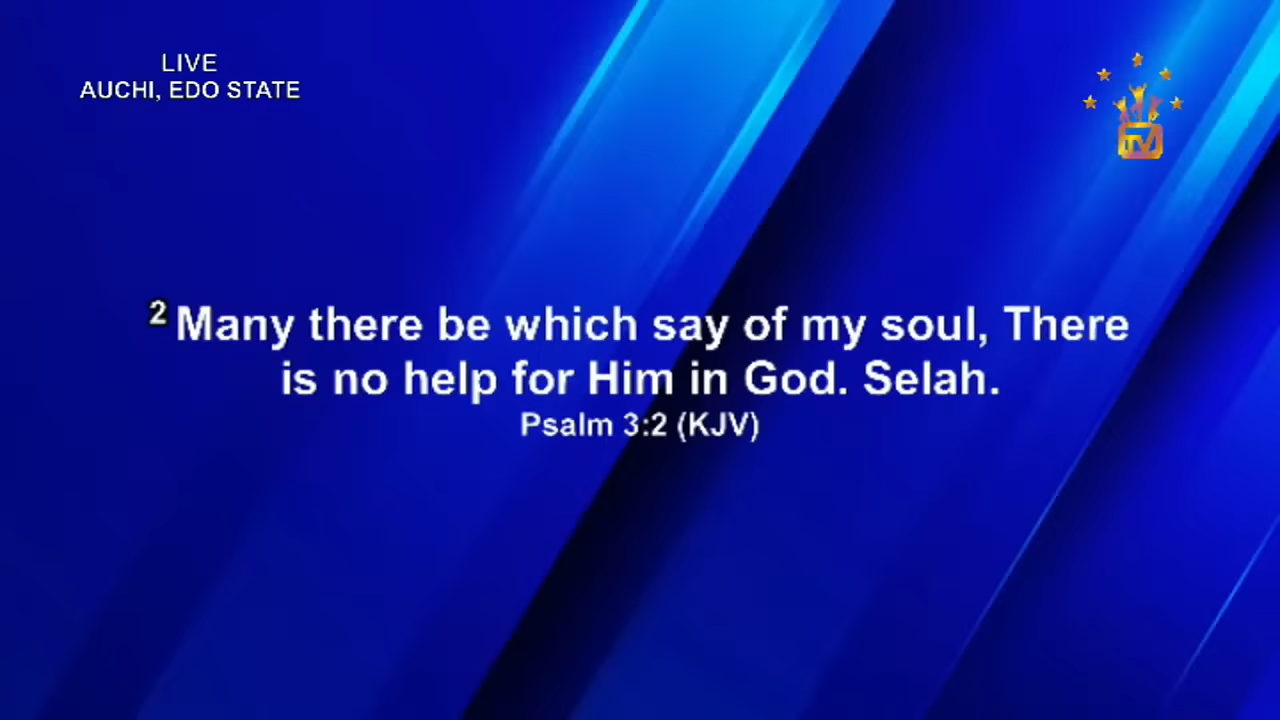 LIVE
AUCHI, EDO STATE
TV
2 Many there be which say of my soul, There
is no help for Him in God. Selah.
Psalm 3:2 (KJV)